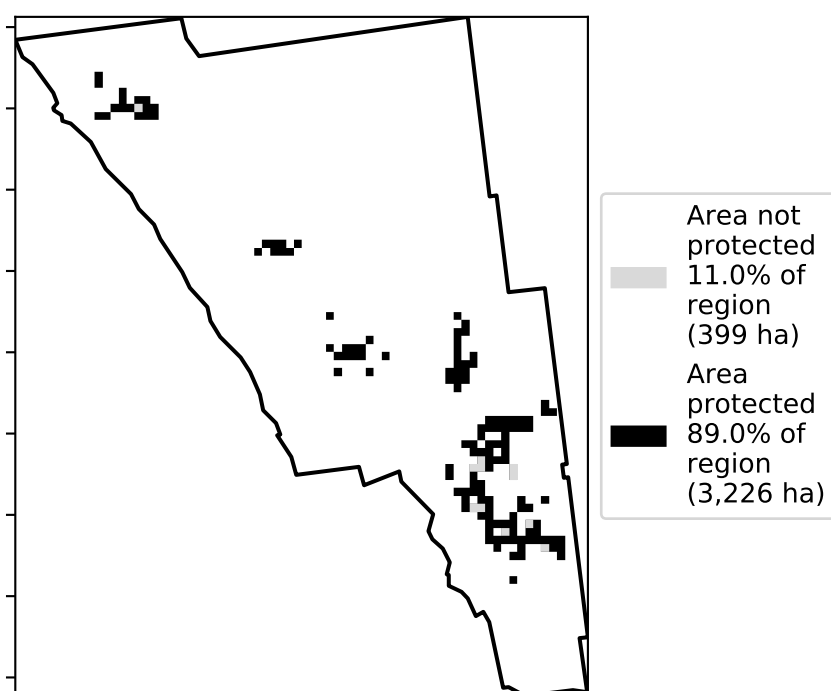 Area not
protected
11.0% of
region
(399 ha)
Area
protected
89.0% of
region
(3,226 ha)